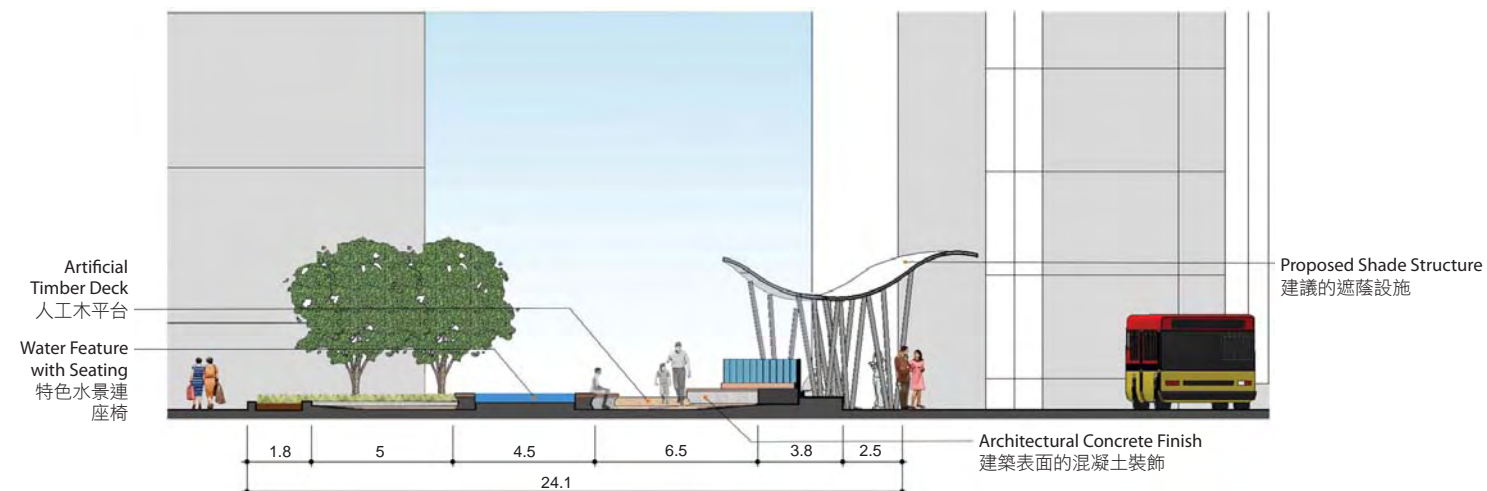 Artificial
Timber Deck
人工木平台
Water Feature
with Seating
特色水景連
座椅
Proposed Shade Structure
建議的遮蔭設施
Architectural Concrete Finish
建築表面的混凝土裝飾
1.8 5 4.5 6.5 3.8 2.5
24.1